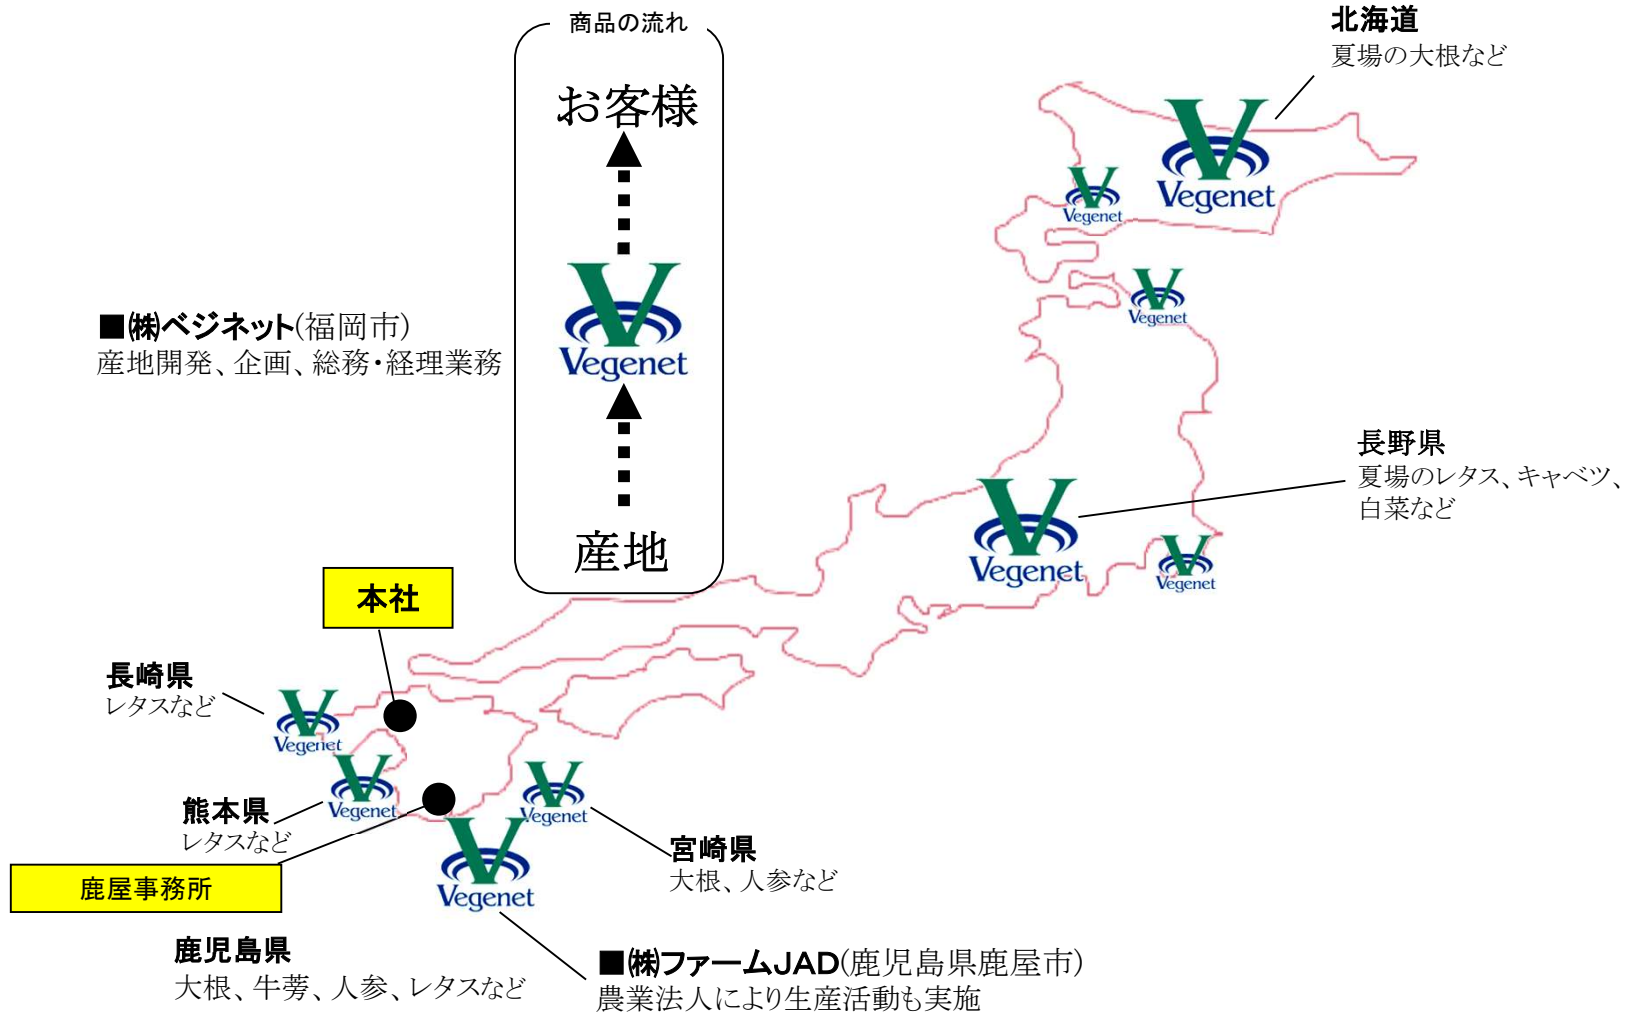 商品の流れ
お客様
Vegenet
産地
■㈱ベジネット(福岡市)
産地開発、企画、総務・経理業務
北海道
夏場の大根など
Vegenet
Vegenet
Vegenet
長野県
夏場のレタス、キャベツ、
白菜など
Vegenet
Vegenet
本社
長崎県
レタスなど
Vegenet
熊本県
レタスなど
Vegenet
鹿屋事務所
Vegenet
宮崎県
大根、人参など
Vegenet
鹿児島県
大根、牛蒡、人参、レタスなど
■㈱ファームJAD(鹿児島県鹿屋市)
農業法人により生産活動も実施